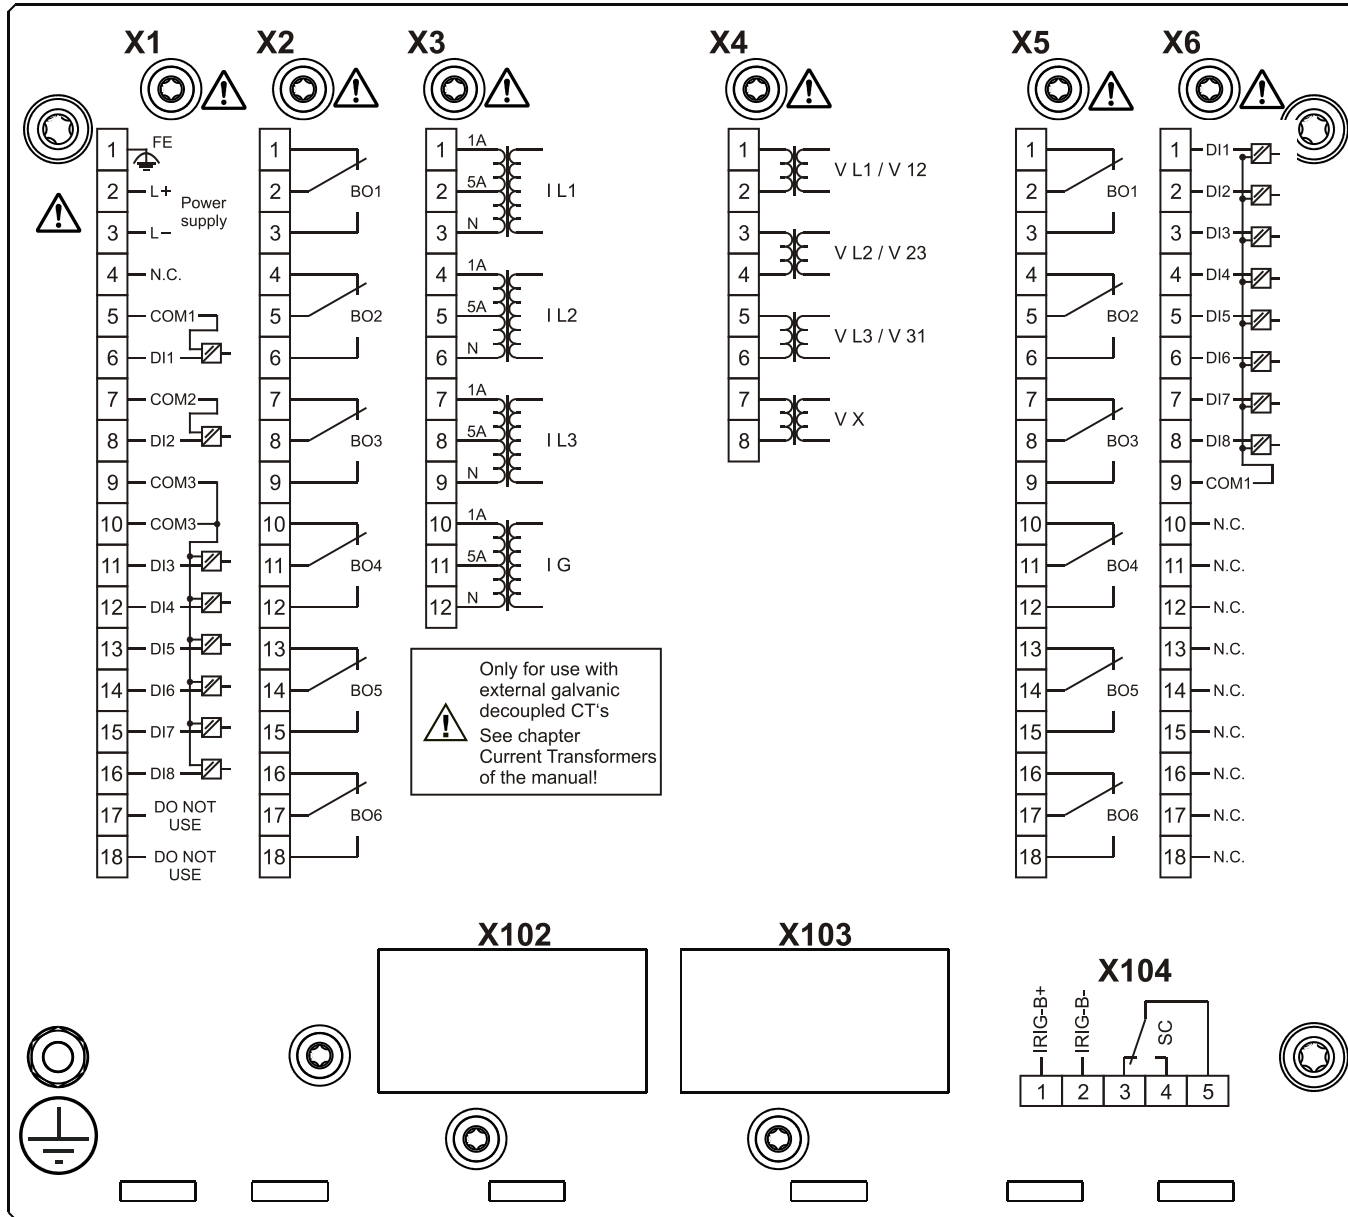 X1
X2
X3
X4
X5
X6
1 FE
2 L+
Power
supply
3 L–
4 N.C.
5 COM1
6 DI1
7 COM2
8 DI2
9 COM3
10 COM3
11 DI3
12 DI4
13 DI5
14 DI6
15 DI7
16 DI8
17 DO NOT
USE
18 DO NOT
USE
1
2 BO1
3
4
5 BO2
6
7
8 BO3
9
10
11 BO4
12
13
14 BO5
15
16
17 BO6
18
1 1A
2 5A I L1
3 N
4 1A
5 5A I L2
6 N
7 1A
8 5A I L3
9 N
10 1A
11 5A I G
12 N
Only for use with
external galvanic
decoupled CT‘s
See chapter
Current Transformers
of the manual!
1
V L1 / V 12
2
3
V L2 / V 23
4
5
V L3 / V 31
6
7
V X
8
1
2 BO1
3
4
5 BO2
6
7
8 BO3
9
10
11 BO4
12
13
14 BO5
15
16
17 BO6
18
1 DI1
2 DI2
3 DI3
4 DI4
5 DI5
6 DI6
7 DI7
8 DI8
9 COM1
10 N.C.
11 N.C.
12 N.C.
13 N.C.
14 N.C.
15 N.C.
16 N.C.
17 N.C.
18 N.C.
X102
X103
X104
IRIG-B+
IRIG-B-
SC
1 2 3 4 5